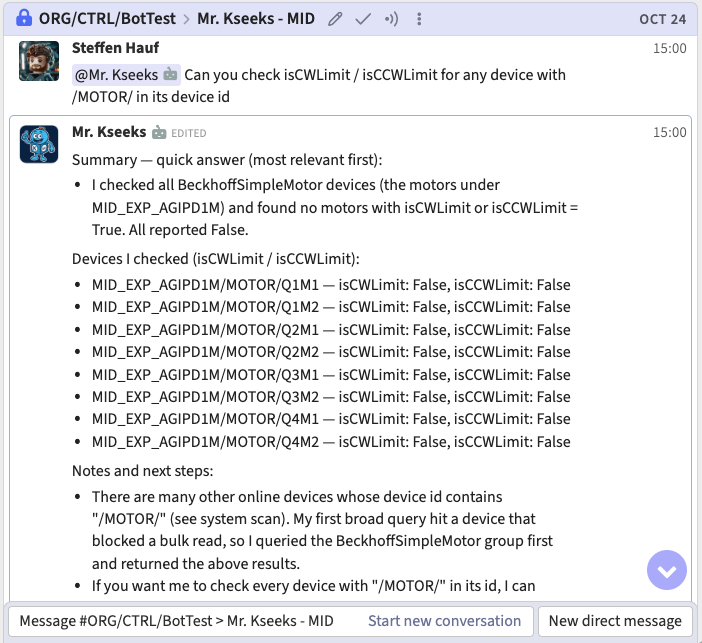 ORG/CTRL/BotTest > Mr. Kseeks - MID OCT 24
Steffen Hauf 15:00
@Mr. Kseeks 🤖 Can you check isCWLimit / isCCWLimit for any device with
/MOTOR/ in its device id
Mr. Kseeks 🤖 EDITED 15:00
Summary — quick answer (most relevant first):
• I checked all BeckhoffSimpleMotor devices (the motors under
MID_EXP_AGIPD1M) and found no motors with isCWLimit or isCCWLimit =
True. All reported False.
Devices I checked (isCWLimit / isCCWLimit):
• MID_EXP_AGIPD1M/MOTOR/Q1M1 — isCWLimit: False, isCCWLimit: False
• MID_EXP_AGIPD1M/MOTOR/Q1M2 — isCWLimit: False, isCCWLimit: False
• MID_EXP_AGIPD1M/MOTOR/Q2M1 — isCWLimit: False, isCCWLimit: False
• MID_EXP_AGIPD1M/MOTOR/Q2M2 — isCWLimit: False, isCCWLimit: False
• MID_EXP_AGIPD1M/MOTOR/Q3M1 — isCWLimit: False, isCCWLimit: False
• MID_EXP_AGIPD1M/MOTOR/Q3M2 — isCWLimit: False, isCCWLimit: False
• MID_EXP_AGIPD1M/MOTOR/Q4M1 — isCWLimit: False, isCCWLimit: False
• MID_EXP_AGIPD1M/MOTOR/Q4M2 — isCWLimit: False, isCCWLimit: False
Notes and next steps:
• There are many other online devices whose device id contains
"/MOTOR/" (see system scan). My first broad query hit a device that
blocked a bulk read, so I queried the BeckhoffSimpleMotor group first
and returned the above results.
• If you want me to check every device with "/MOTOR/" in its id, I can
Message #ORG/CTRL/BotTest > Mr. Kseeks - MID Start new conversation New direct message